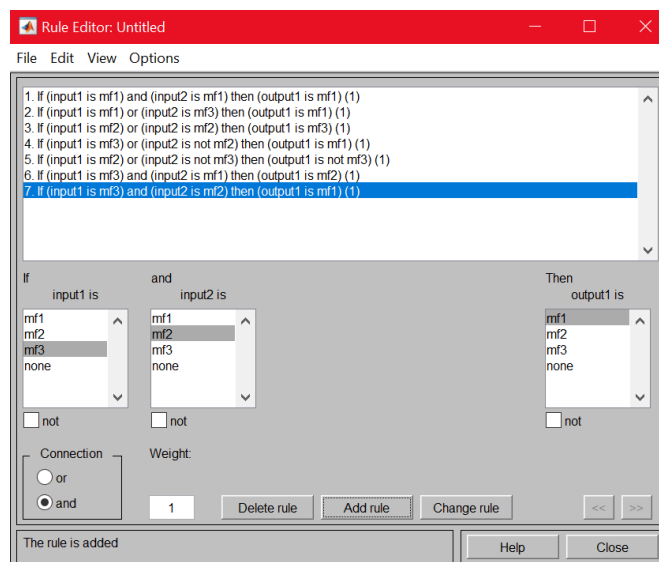 Rule Editor: Untitled
File Edit View Options
1. If (input1 is mf1) and (input2 is mf1) then (output1 is mf1) (1)
2. If (input1 is mf1) or (input2 is mf3) then (output1 is mf1) (1)
3. If (input1 is mf2) or (input2 is mf2) then (output1 is mf3) (1)
4. If (input1 is mf3) or (input2 is not mf2) then (output1 is mf1) (1)
5. If (input1 is mf2) or (input2 is not mf3) then (output1 is not mf3) (1)
6. If (input1 is mf3) and (input2 is mf1) then (output1 is mf2) (1)
7. If (input1 is mf3) and (input2 is mf2) then (output1 is mf1) (1)
If and Then
input1 is input2 is output1 is
mf1 mf1 mf1
mf2 mf2 mf2
mf3 mf3 mf3
none none none
not not not
Connection Weight:
or
and 1 Delete rule Add rule Change rule << >>
The rule is added Help Close